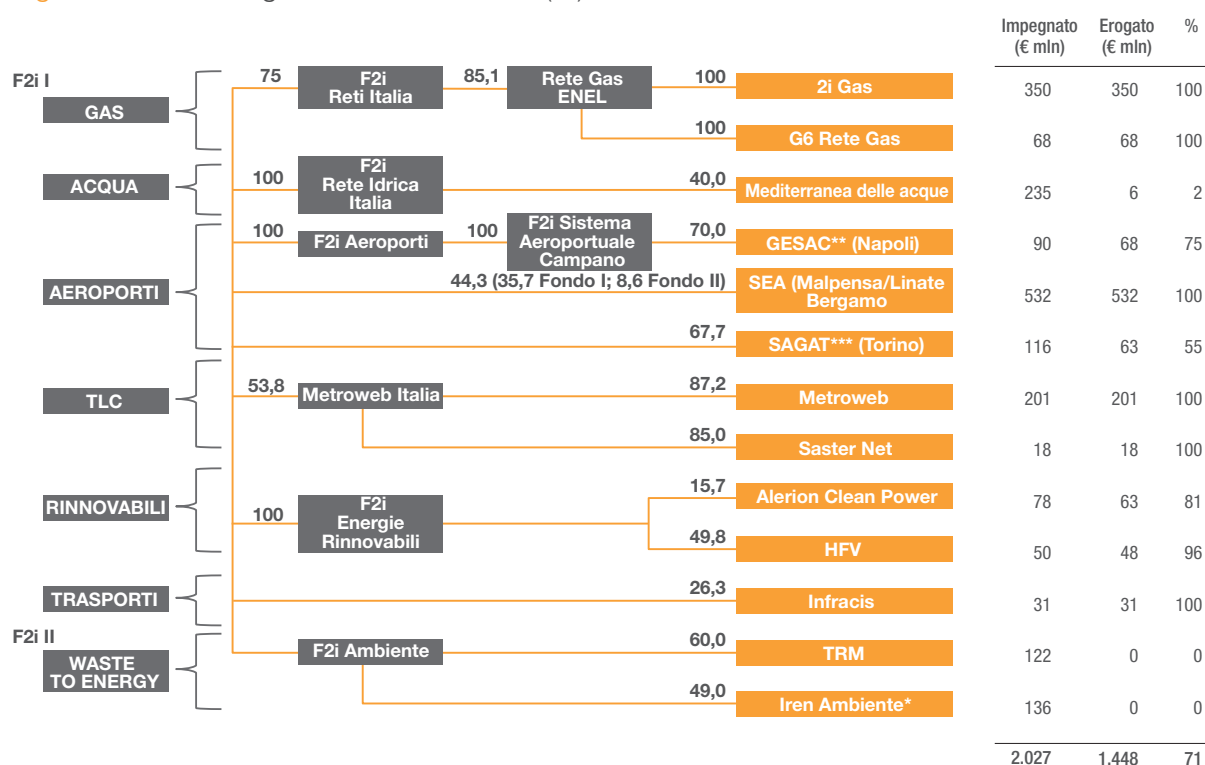 Impegnato Erogato %
(€ mln) (€ mln)
F2i I
GAS
75
F2i
Reti Italia
85,1
Rete Gas
ENEL
100
2i Gas
350 350 100
100
G6 Rete Gas
68 68 100
ACQUA
100
F2i
Rete Idrica
Italia
40,0
Mediterranea delle acque
235 6 2
AEROPORTI
100
F2i Aeroporti
100
F2i Sistema
Aeroportuale
Campano
70,0
GESAC** (Napoli)
90 68 75
44,3 (35,7 Fondo I; 8,6 Fondo II)
SEA (Malpensa/Linate
Bergamo
532 532 100
67,7
SAGAT*** (Torino)
116 63 55
TLC
53,8
Metroweb Italia
87,2
Metroweb
201 201 100
85,0
Saster Net
18 18 100
RINNOVABILI
100
F2i
Energie
Rinnovabili
15,7
Alerion Clean Power
78 63 81
49,8
HFV
50 48 96
TRASPORTI
26,3
Infracis
31 31 100
F2i II
WASTE
TO ENERGY
F2i Ambiente
60,0
TRM
122 0 0
49,0
Iren Ambiente*
136 0 0
2.027 1.448 71